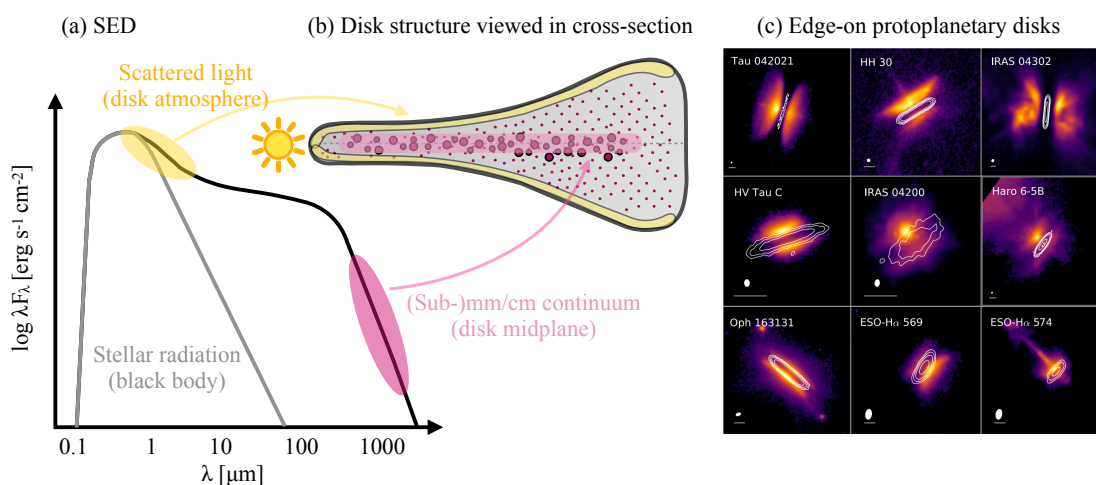 (a) SED
(b) Disk structure viewed in cross-section
(c) Edge-on protoplanetary disks
Scattered light
(disk atmosphere)
(Sub-)mm/cm continuum
(disk midplane)
Stellar radiation
(black body)
log λFλ [erg s⁻¹ cm⁻²]
0.1 1 10 100 1000
λ [μm]
Tau 042021
HH 30
IRAS 04302
HV Tau C
IRAS 04200
Haro 6-5B
Oph 163131
ESO-Hα 569
ESO-Hα 574